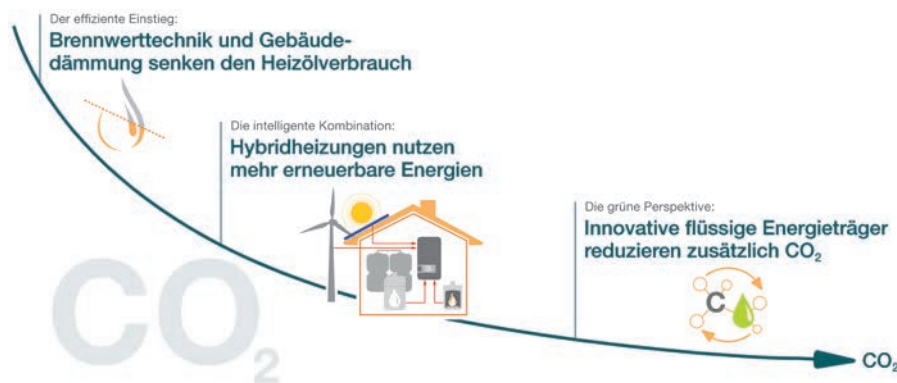 Der effiziente Einstieg:
Brennwerttechnik und Gebäude-
dämmung senken den Heizölverbrauch
Die intelligente Kombination:
Hybridheizungen nutzen
mehr erneuerbare Energien
Die grüne Perspektive:
Innovative flüssige Energieträger
reduzieren zusätzlich CO₂
C
CO₂
CO₂